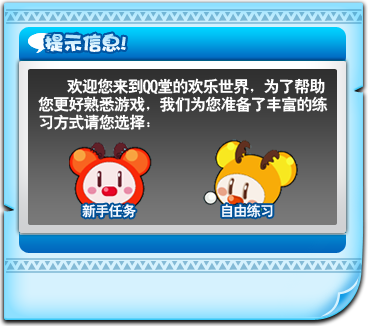 提示信息!
欢迎您来到QQ堂的欢乐世界，为了帮助
您更好熟悉游戏，我们为您准备了丰富的练
习方式请您选择：
新手任务
自由练习